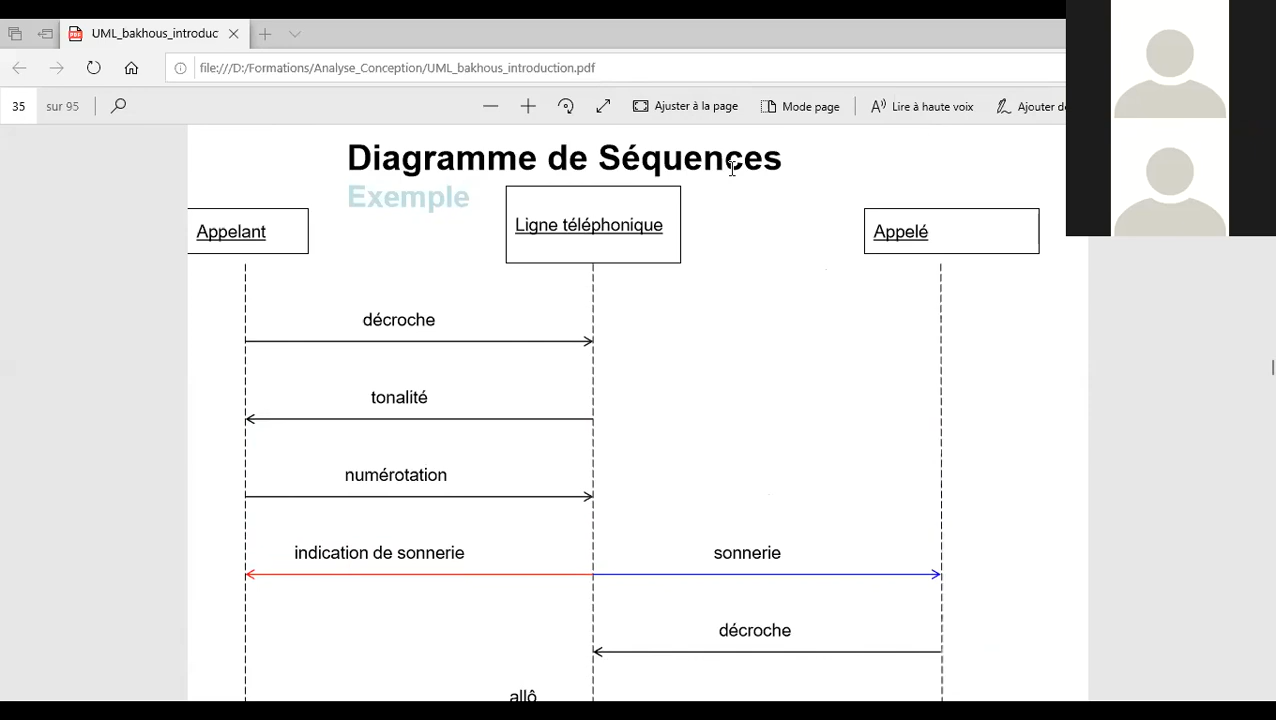 UML_bakhous_introduc
file:///D:/Formations/Analyse_Conception/UML_bakhous_introduction.pdf
35 sur 95 Ajuster à la page Mode page Lire à haute voix Ajouter de
Diagramme de Séquences
Exemple
Appelant Ligne téléphonique Appelé
décroche
tonalité
numérotation
indication de sonnerie sonnerie
décroche
allô